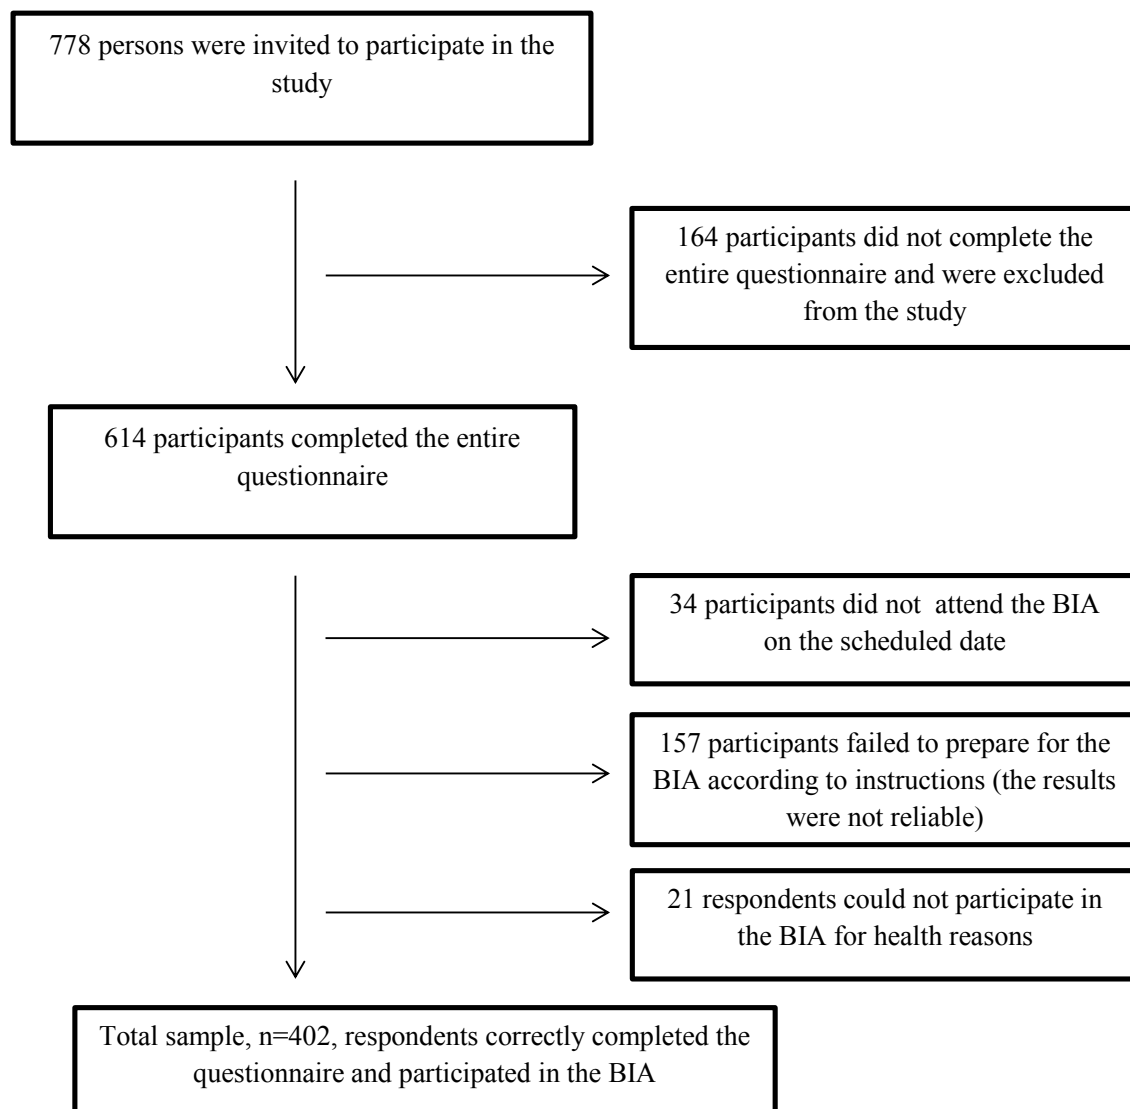 778 persons were invited to participate in the
study
164 participants did not complete the
entire questionnaire and were excluded
from the study
614 participants completed the entire
questionnaire
34 participants did not  attend the BIA
on the scheduled date
157 participants failed to prepare for the
BIA according to instructions (the results
were not reliable)
21 respondents could not participate in
the BIA for health reasons
Total sample, n=402, respondents correctly completed the
questionnaire and participated in the BIA